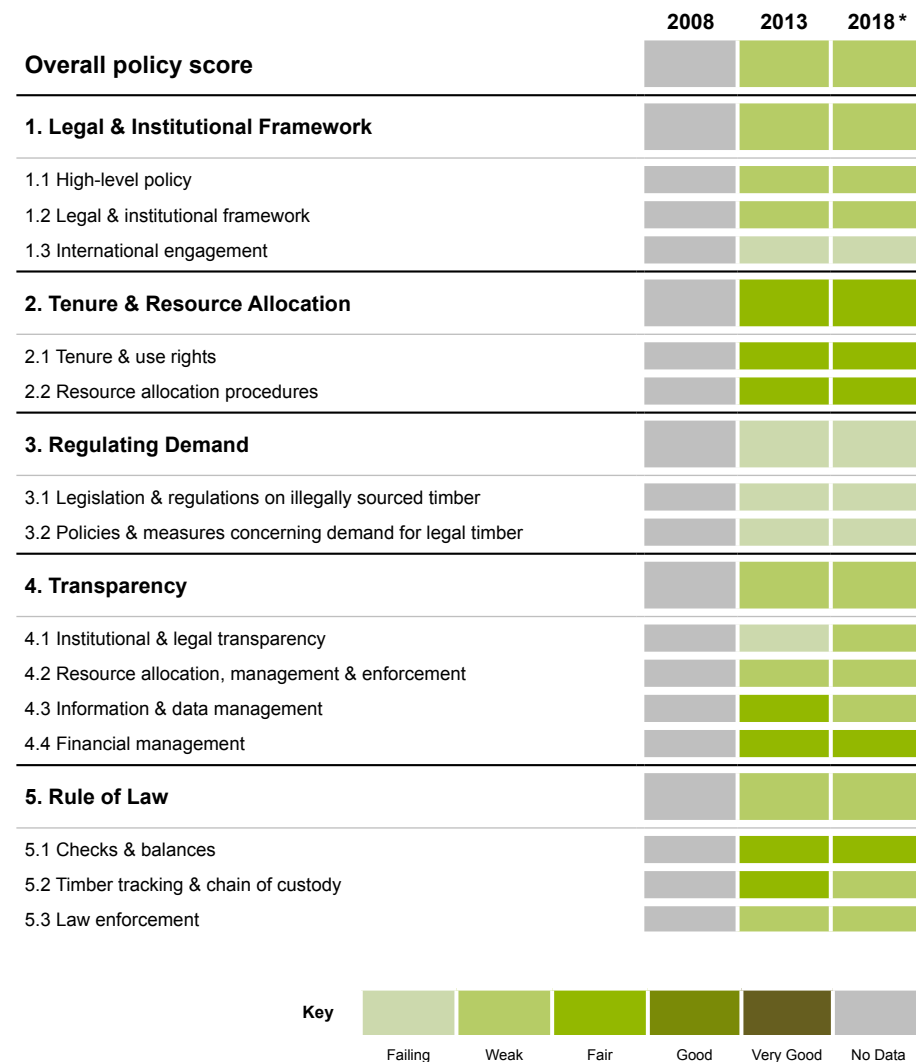 2008 2013 2018*
Overall policy score
1. Legal & Institutional Framework
1.1 High-level policy
1.2 Legal & institutional framework
1.3 International engagement
2. Tenure & Resource Allocation
2.1 Tenure & use rights
2.2 Resource allocation procedures
3. Regulating Demand
3.1 Legislation & regulations on illegally sourced timber
3.2 Policies & measures concerning demand for legal timber
4. Transparency
4.1 Institutional & legal transparency
4.2 Resource allocation, management & enforcement
4.3 Information & data management
4.4 Financial management
5. Rule of Law
5.1 Checks & balances
5.2 Timber tracking & chain of custody
5.3 Law enforcement
Key
Failing Weak Fair Good Very Good No Data